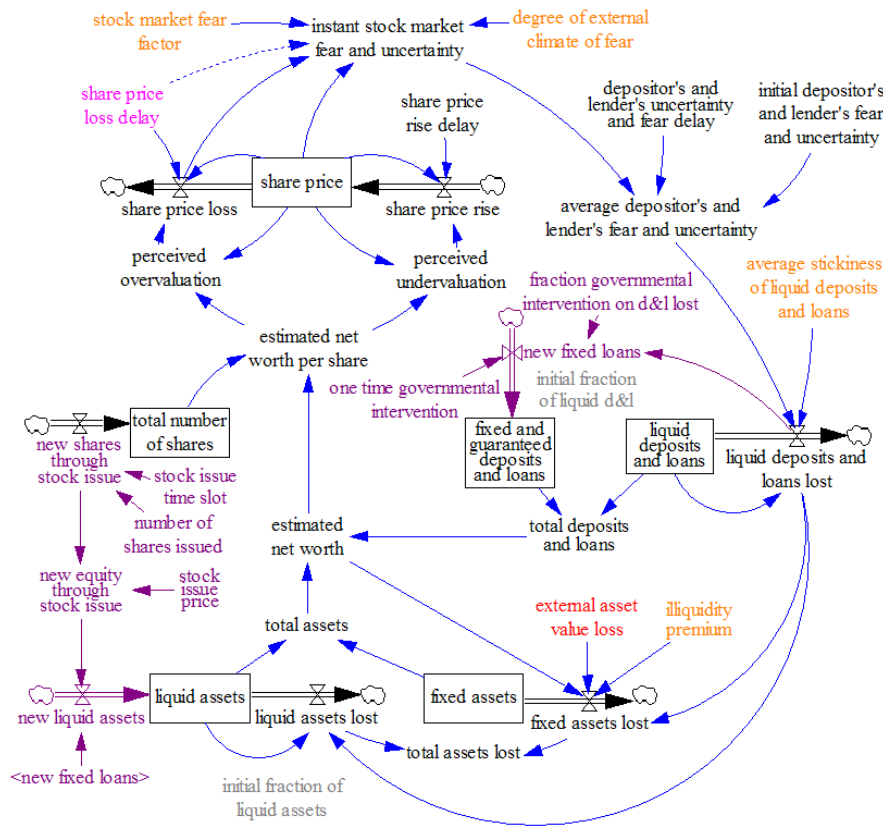 stock market fear
factor
instant stock market
fear and uncertainty
degree of external
climate of fear
share price
loss delay
share price
rise delay
depositor's and
lender's uncertainty
and fear delay
initial depositor's
and lender's fear
and uncertainty
share price
share price loss
share price rise
average depositor's and
lender's fear and uncertainty
perceived
overvaluation
perceived
undervaluation
fraction governmental
intervention on d&l lost
average stickiness
of liquid deposits
and loans
estimated net
worth per share
new fixed loans
one time governmental
intervention
initial fraction
of liquid d&l
total number
of shares
new shares
through
stock issue
fixed and
guaranteed
deposits
and loans
liquid
deposits
and loans
liquid deposits and
loans lost
stock issue
time slot
number of
shares issued
estimated
net worth
total deposits
and loans
new equity
through
stock issue
stock
issue
price
total assets
external asset
value loss
illiquidity
premium
liquid assets
fixed assets
new liquid assets
liquid assets lost
fixed assets lost
total assets lost
<new fixed loans>
initial fraction of
liquid assets